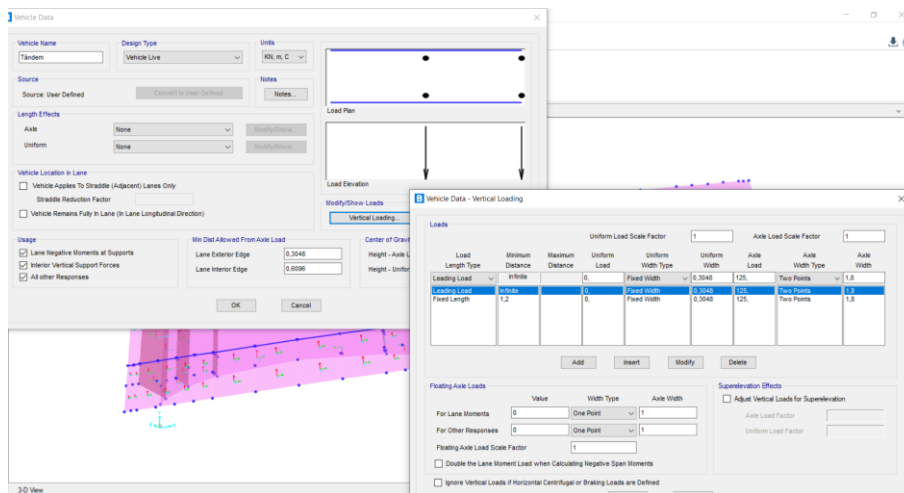 Vehicle Data
Vehicle Name
Design Type
Units
Tándem
Vehicle Live
KN, m, C
Source
Notes
Source: User Defined
Convert to User Defined
Notes...
Load Plan
Length Effects
Axle
None
Modify/Show...
Uniform
None
Modify/Show...
Load Elevation
Vehicle Location in Lane
Vehicle Applies To Straddle (Adjacent) Lanes Only
Straddle Reduction Factor
Vehicle Remains Fully In Lane (In Lane Longitudinal Direction)
Modify/Show Loads
Vertical Loading...
Usage
Min Dist Allowed From Axle Load
Center of Gravi
Lane Negative Moments at Supports
Lane Exterior Edge
0,3048
Height - Axle L
Interior Vertical Support Forces
Lane Interior Edge
0,6096
Height - Unifor
All other Responses
OK
Cancel
Vehicle Data - Vertical Loading
Loads
Uniform Load Scale Factor
1
Axle Load Scale Factor
1
Load Length Type
Minimum Distance
Maximum Distance
Uniform Load
Uniform Width Type
Uniform Width
Axle Load
Axle Width Type
Axle Width
Leading Load Infinite 0, Fixed Width 0,3048 125, Two Points 1,8
Leading Load Infinite 0, Fixed Width 0,3048 125, Two Points 1,8
Fixed Length 1,2 0, Fixed Width 0,3048 125, Two Points 1,8
Add
Insert
Modify
Delete
Floating Axle Loads
Value
Width Type
Axle Width
For Lane Moments
0
One Point
1
For Other Responses
0
One Point
1
Floating Axle Load Scale Factor
1
Double the Lane Moment Load when Calculating Negative Span Moments
Superelevation Effects
Adjust Vertical Loads for Superelevation
Axle Load Factor
Uniform Load Factor
Ignore Vertical Loads if Horizontal Centrifugal or Braking Loads are Defined
3-D View